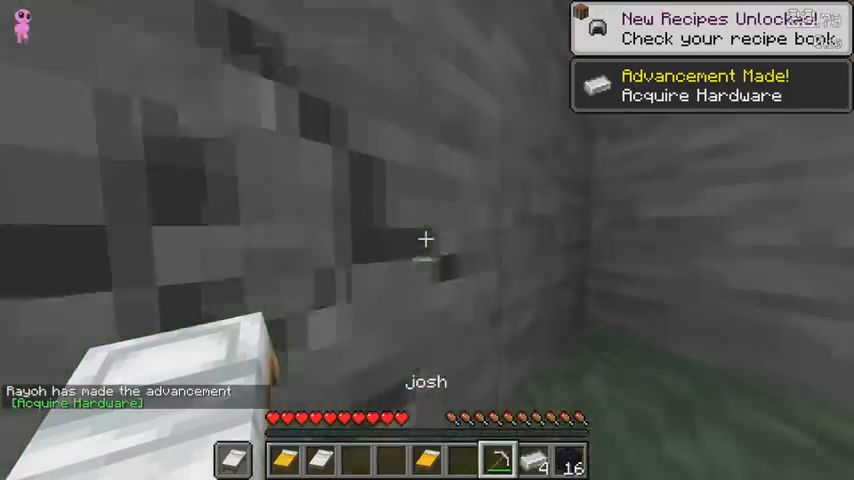 New Recipes Unlocked!
Check your recipe book
Advancement Made!
Acquire Hardware
Rayoh has made the advancement
[Acquire Hardware]
josh
4
16